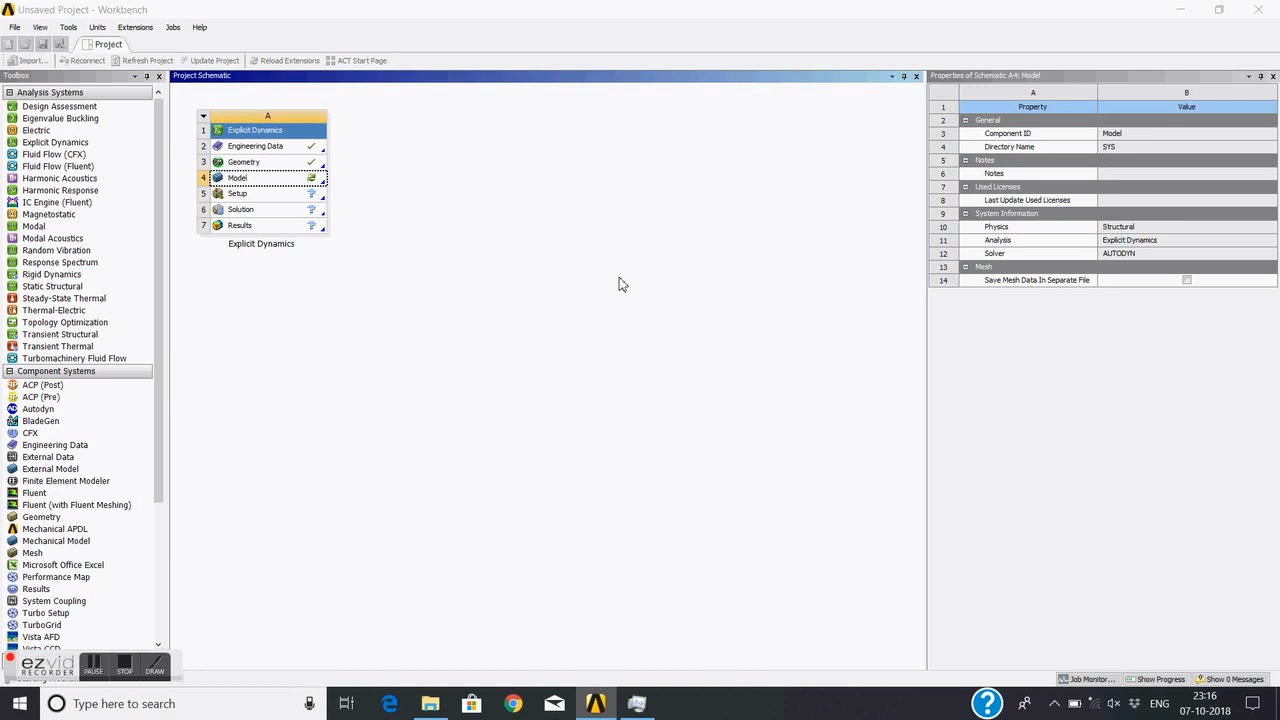 Unsaved Project - Workbench
File View Tools Units Extensions Jobs Help
Project
Import... Reconnect Refresh Project Update Project Reload Extensions ACT Start Page
Toolbox
Analysis Systems
Design Assessment
Eigenvalue Buckling
Electric
Explicit Dynamics
Fluid Flow (CFX)
Fluid Flow (Fluent)
Harmonic Acoustics
Harmonic Response
IC Engine (Fluent)
Magnetostatic
Modal
Modal Acoustics
Random Vibration
Response Spectrum
Rigid Dynamics
Static Structural
Steady-State Thermal
Thermal-Electric
Topology Optimization
Transient Structural
Transient Thermal
Turbomachinery Fluid Flow
Component Systems
ACP (Post)
ACP (Pre)
Autodyn
BladeGen
CFX
Engineering Data
External Data
External Model
Finite Element Modeler
Fluent
Fluent (with Fluent Meshing)
Geometry
Mechanical APDL
Mechanical Model
Mesh
Microsoft Office Excel
Performance Map
Results
System Coupling
Turbo Setup
TurboGrid
Vista AFD
Project Schematic
A
1 Explicit Dynamics
2 Engineering Data
3 Geometry
4 Model
5 Setup
6 Solution
7 Results
Explicit Dynamics
Properties of Schematic A4: Model
A B
1 Property Value
2 General
3 Component ID Model
4 Directory Name SYS
5 Notes
6 Notes
7 Used Licenses
8 Last Update Used Licenses
9 System Information
10 Physics Structural
11 Analysis Explicit Dynamics
12 Solver AUTODYN
13 Mesh
14 Save Mesh Data In Separate File
ezvid
RECORDER
PAUSE STOP DRAW
Job Monitor... Show Progress Show 0 Messages
Type here to search
ENG
23:16
07-10-2018